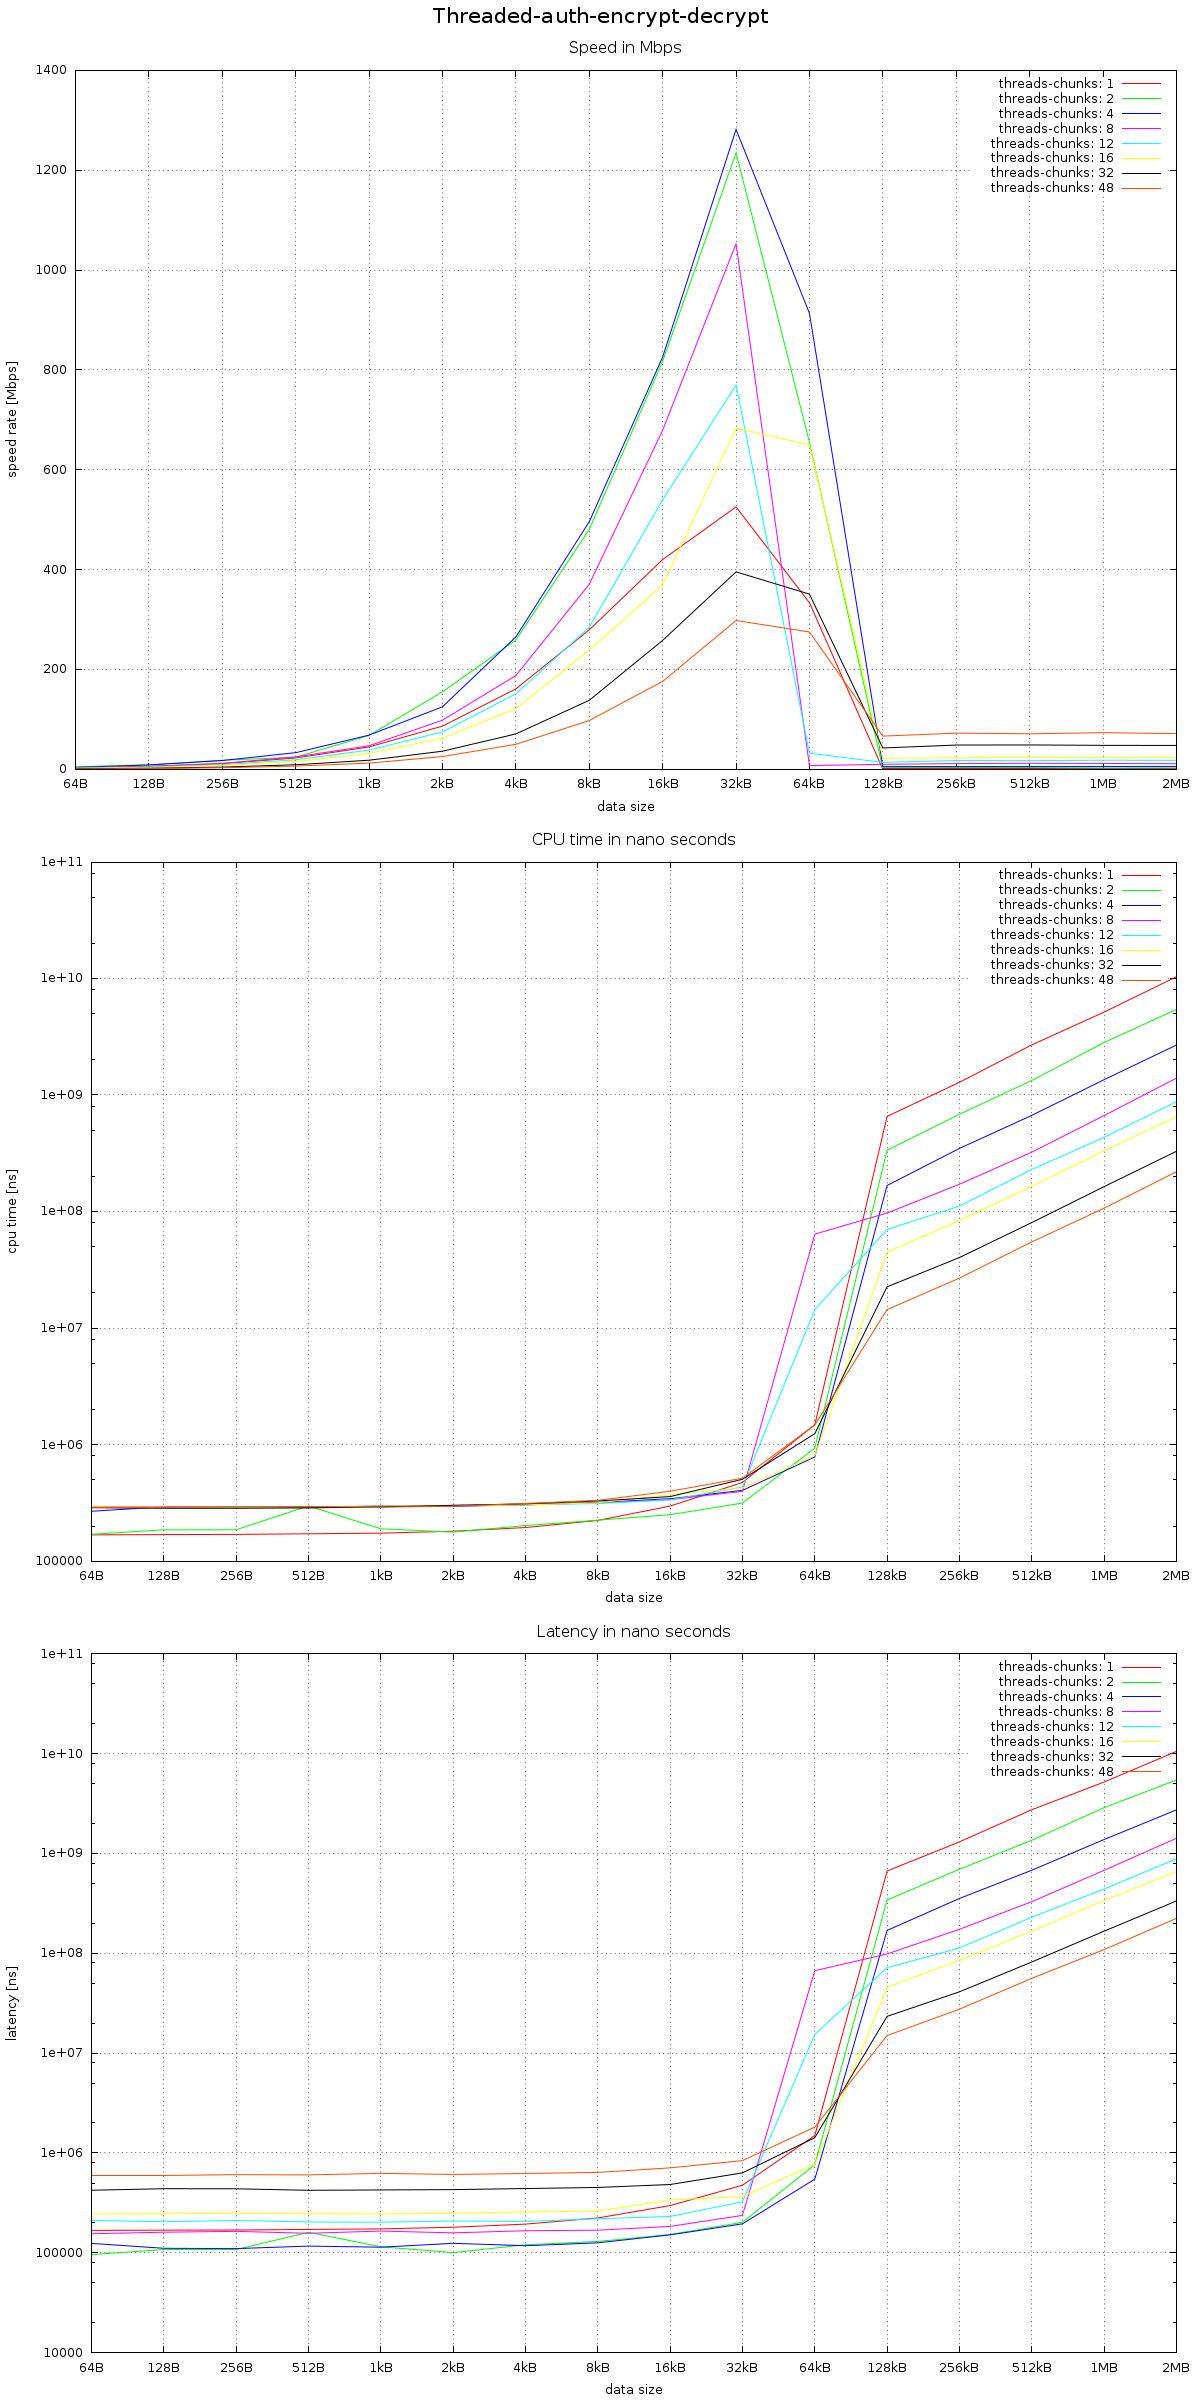 Threaded-auth-encrypt-decrypt
Speed in Mbps
1400
1200
1000
800
600
400
200
0
speed rate [Mbps]
threads-chunks: 1
threads-chunks: 2
threads-chunks: 4
threads-chunks: 8
threads-chunks: 12
threads-chunks: 16
threads-chunks: 32
threads-chunks: 48
64B 128B 256B 512B 1kB 2kB 4kB 8kB 16kB 32kB 64kB 128kB 256kB 512kB 1MB 2MB
data size
CPU time in nano seconds
1e+11
1e+10
1e+09
1e+08
1e+07
1e+06
100000
cpu time [ns]
threads-chunks: 1
threads-chunks: 2
threads-chunks: 4
threads-chunks: 8
threads-chunks: 12
threads-chunks: 16
threads-chunks: 32
threads-chunks: 48
64B 128B 256B 512B 1kB 2kB 4kB 8kB 16kB 32kB 64kB 128kB 256kB 512kB 1MB 2MB
data size
Latency in nano seconds
1e+11
1e+10
1e+09
1e+08
1e+07
1e+06
100000
10000
latency [ns]
threads-chunks: 1
threads-chunks: 2
threads-chunks: 4
threads-chunks: 8
threads-chunks: 12
threads-chunks: 16
threads-chunks: 32
threads-chunks: 48
64B 128B 256B 512B 1kB 2kB 4kB 8kB 16kB 32kB 64kB 128kB 256kB 512kB 1MB 2MB
data size